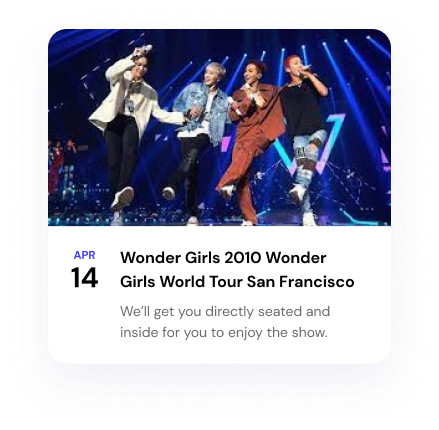 APR
14
Wonder Girls 2010 Wonder
Girls World Tour San Francisco
We'll get you directly seated and
inside for you to enjoy the show.